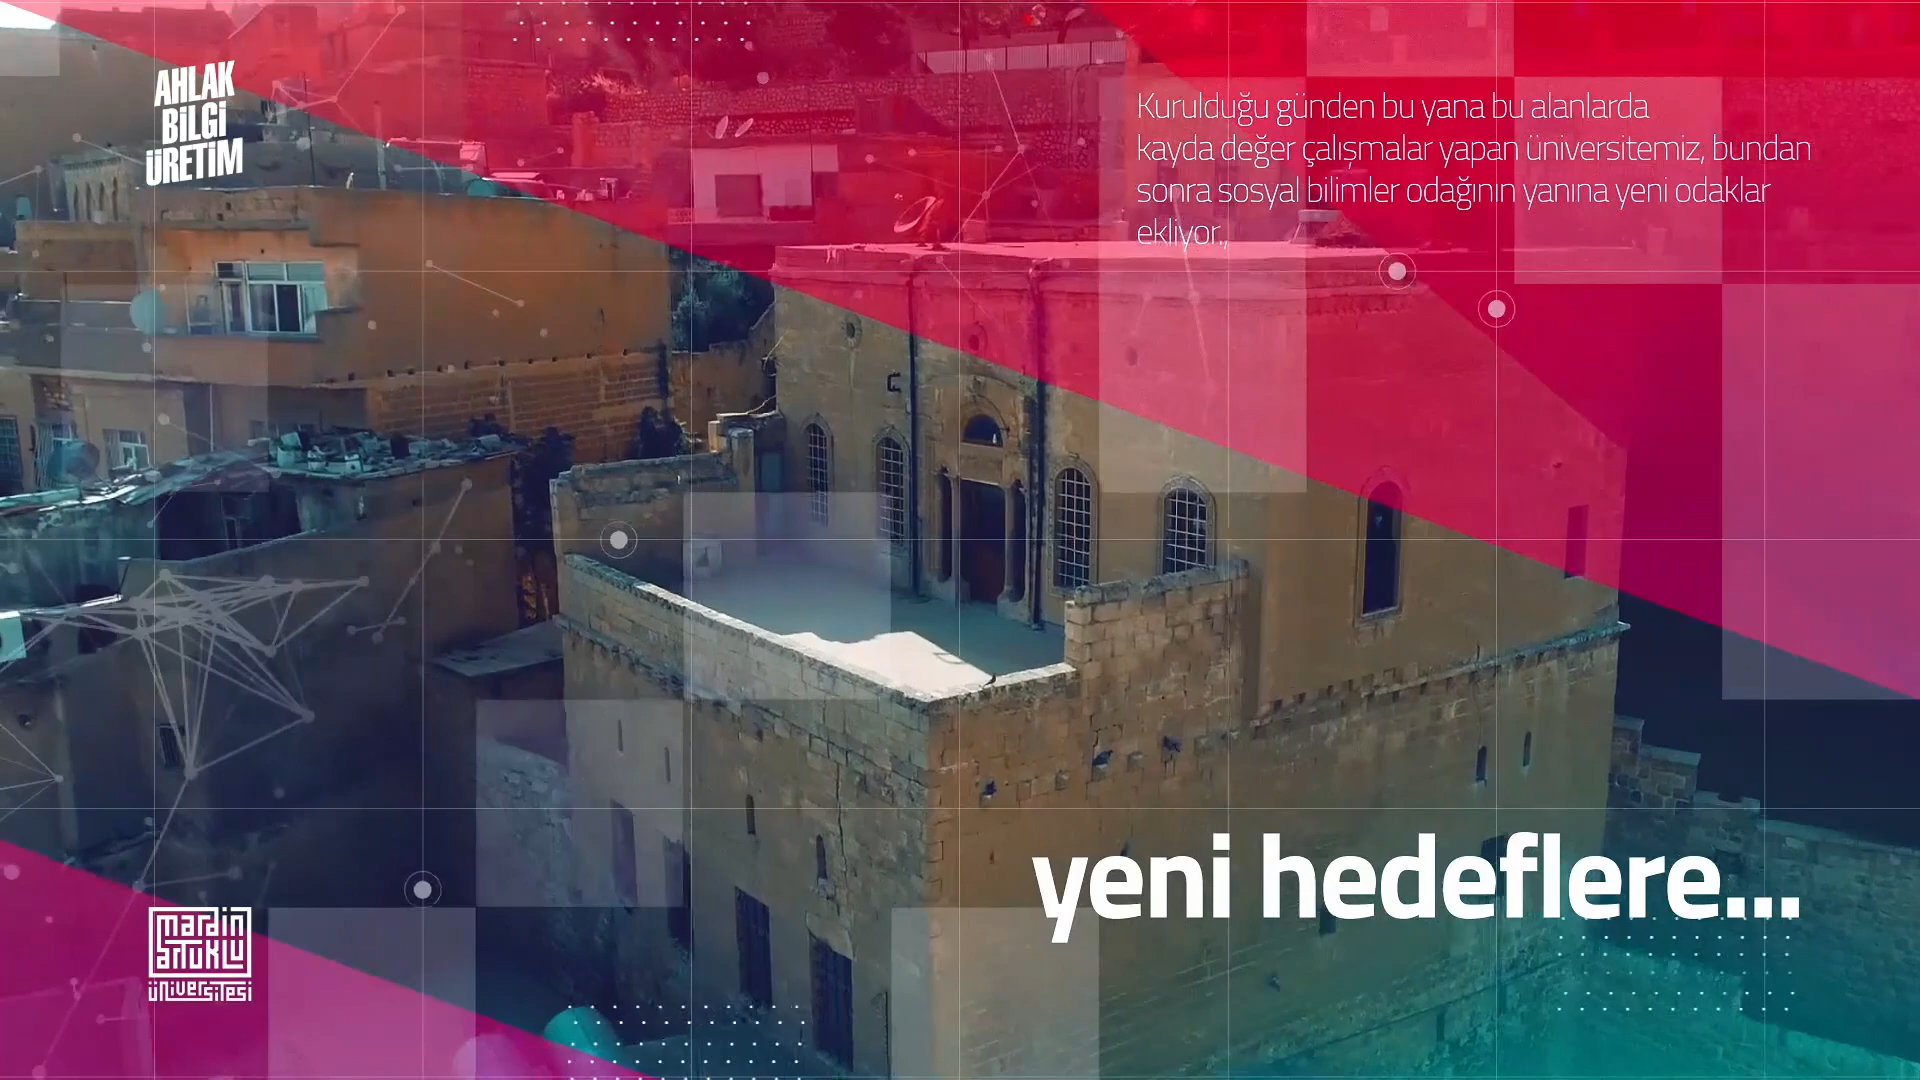 AHLAK
BİLGİ
ÜRETİM
Kurulduğu günden bu yana bu alanlarda
kayda değer çalışmalar yapan üniversitemiz, bundan
sonra sosyal bilimler odağının yanına yeni odaklar
ekliyor.,
yeni hedeflere...
mardin
artuklu
üniversitesi